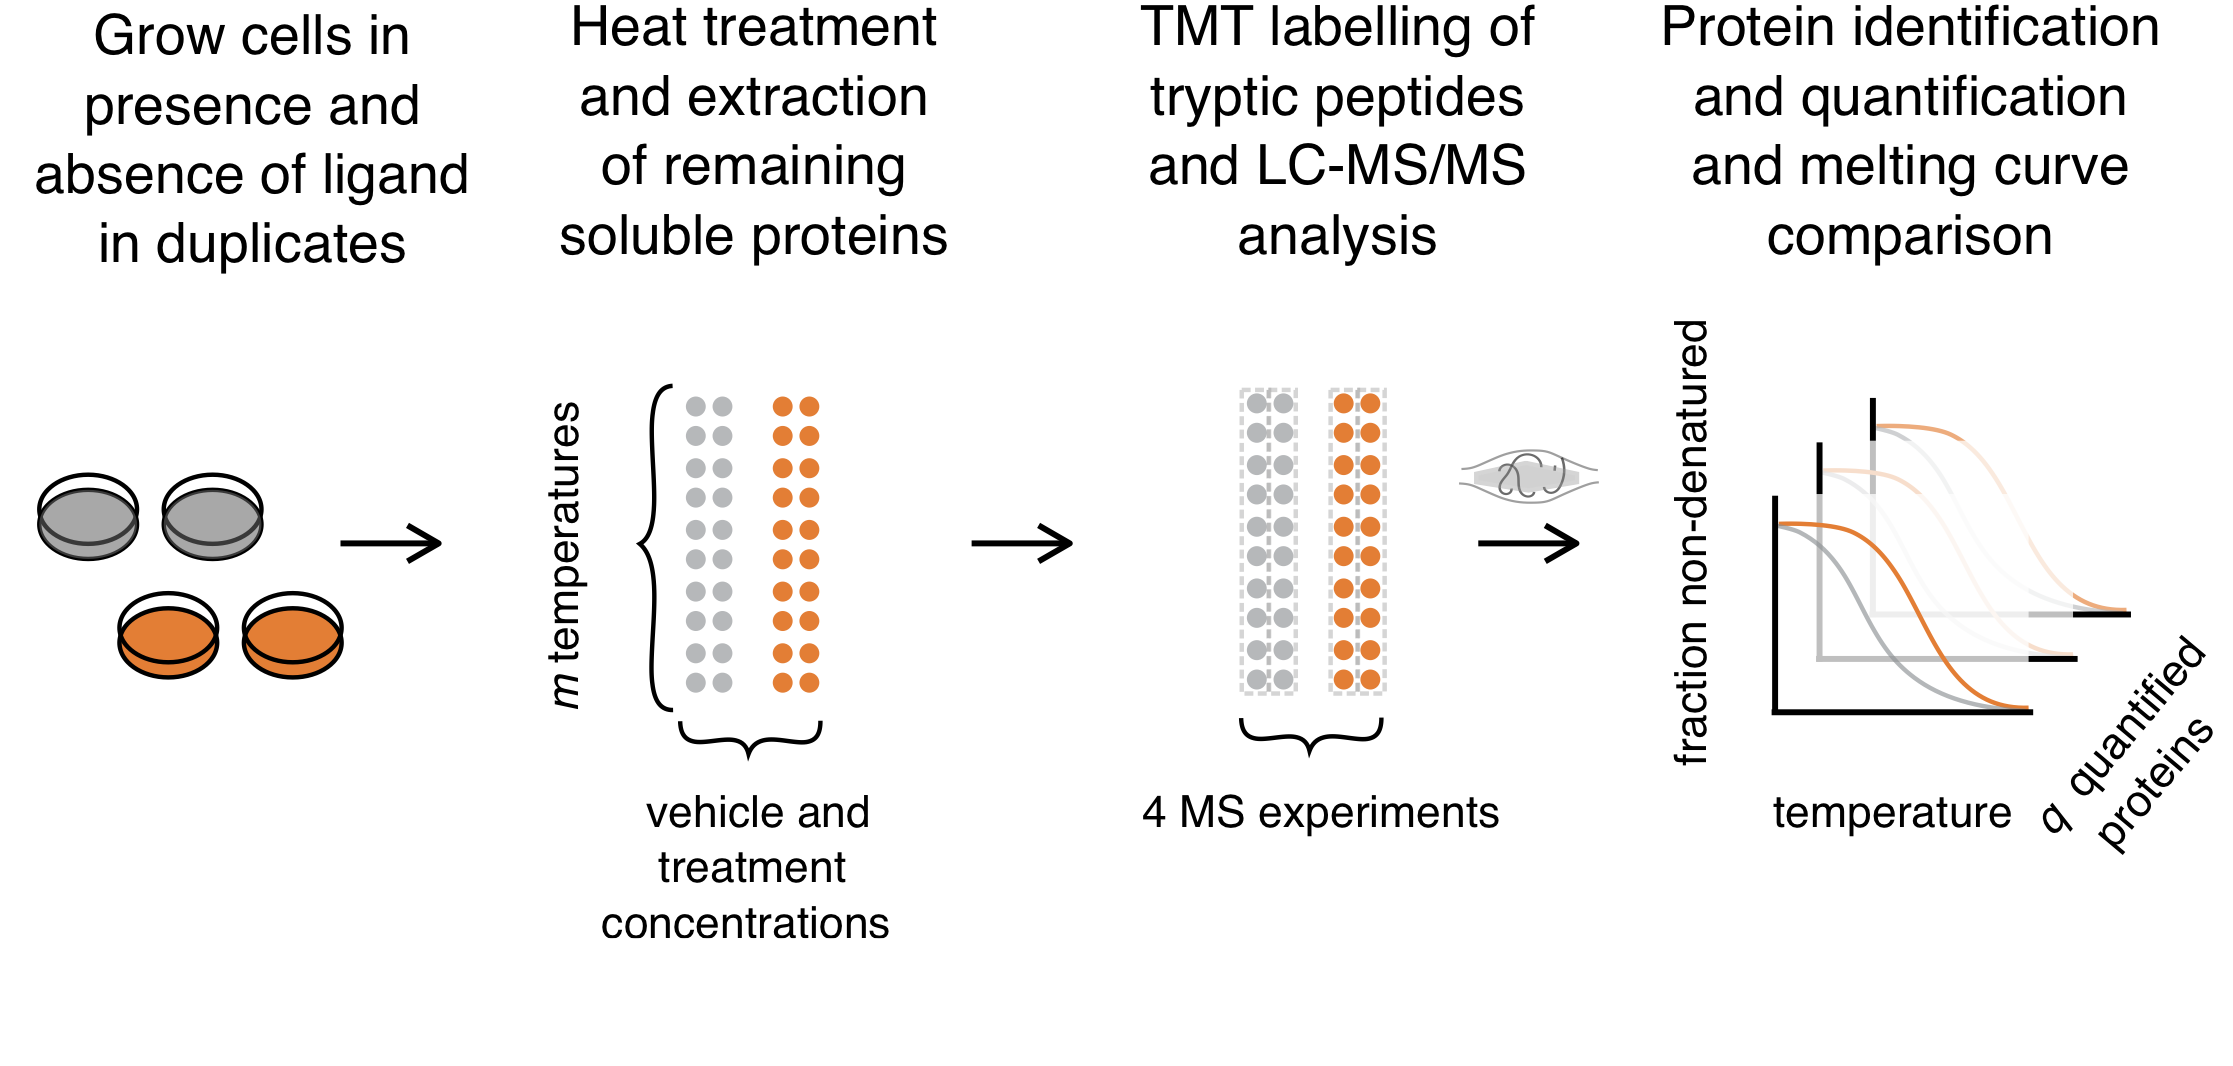 Grow cells in
presence and
absence of ligand
in duplicates
Heat treatment
and extraction
of remaining
soluble proteins
TMT labelling of
tryptic peptides
and LC-MS/MS
analysis
Protein identification
and quantification
and melting curve
comparison
m temperatures
vehicle and
treatment
concentrations
4 MS experiments
fraction non-denatured
temperature
q quantified
proteins